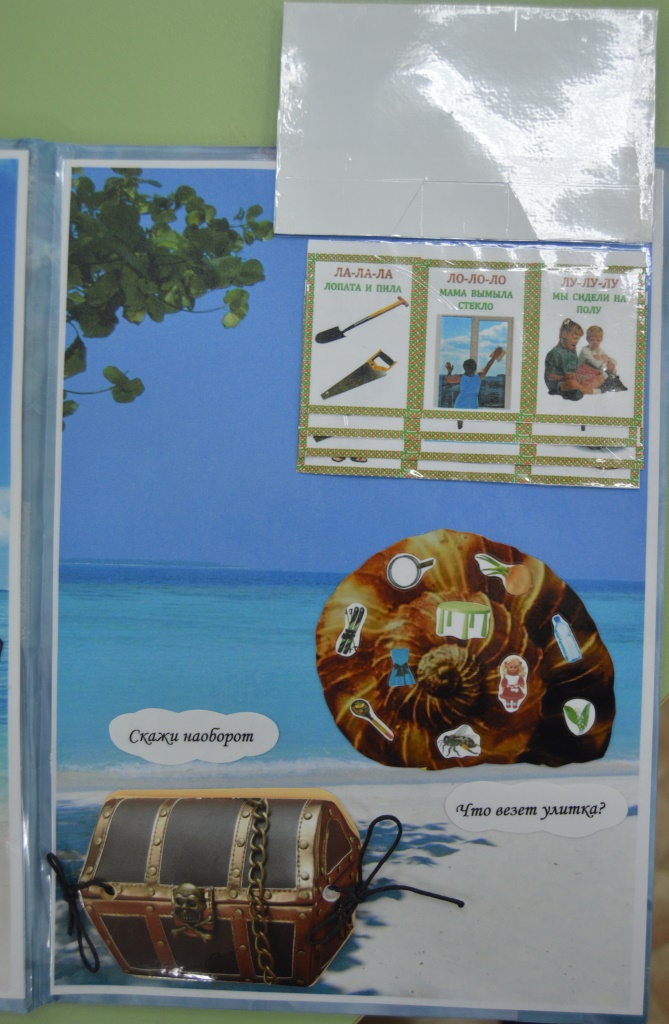 ЛА-ЛА-ЛА
ЛОПАТА И ПИЛА
ЛО-ЛО-ЛО
МАМА ВЫМЫЛА
СТЕКЛО
ЛУ-ЛУ-ЛУ
МЫ СИДЕЛИ НА
ПОЛУ
Скажи наоборот
Что везет улитка?